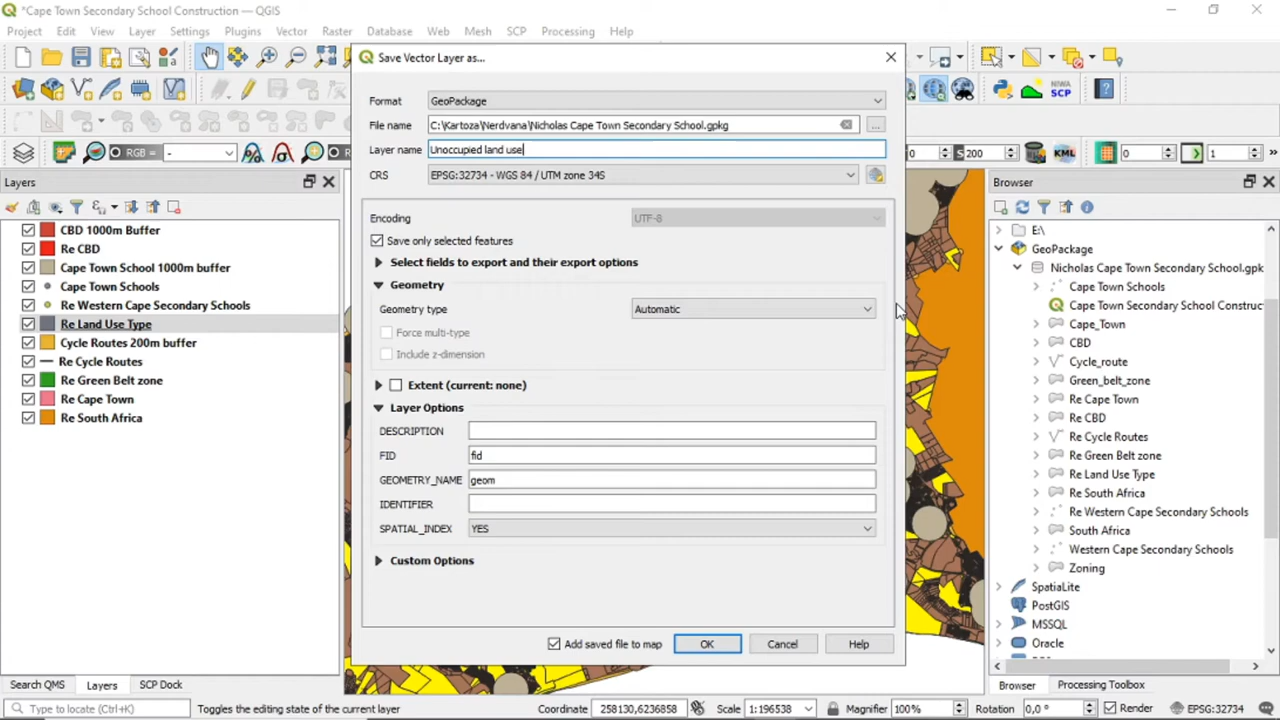 *Cape Town Secondary School Construction — QGIS
Project Edit View Layer Settings Plugins Vector Raster Database Web Mesh SCP Processing Help
Save Vector Layer as...
Format GeoPackage
File name C:\Kartoza\Nerdvana\Nicholas Cape Town Secondary School.gpkg
Layer name Unoccupied land use
CRS EPSG:32734 - WGS 84 / UTM zone 34S
Encoding UTF-8
Save only selected features
Select fields to export and their export options
Geometry
Geometry type Automatic
Force multi-type
Include z-dimension
Extent (current: none)
Layer Options
DESCRIPTION
FID fid
GEOMETRY_NAME geom
IDENTIFIER
SPATIAL_INDEX YES
Custom Options
Add saved file to map OK Cancel Help
NIWA
SCP
RGB = -
0 S 200 KML 0 1 »
Layers
CBD 1000m Buffer
Re CBD
Cape Town School 1000m buffer
Cape Town Schools
Re Western Cape Secondary Schools
Re Land Use Type
Cycle Routes 200m buffer
Re Cycle Routes
Re Green Belt zone
Re Cape Town
Re South Africa
Browser
E:\
GeoPackage
Nicholas Cape Town Secondary School.gpk
Cape Town Schools
Cape Town Secondary School Construc
Cape_Town
CBD
Cycle_route
Green_belt_zone
Re Cape Town
Re CBD
Re Cycle Routes
Re Green Belt zone
Re Land Use Type
Re South Africa
Re Western Cape Secondary Schools
South Africa
Western Cape Secondary Schools
Zoning
SpatiaLite
PostGIS
MSSQL
Oracle
Search QMS Layers SCP Dock
Browser Processing Toolbox
Type to locate (Ctrl+K) Toggles the editing state of the current layer Coordinate 258130,6236858 Scale 1:196538 Magnifier 100% Rotation 0,0 ° Render EPSG:32734